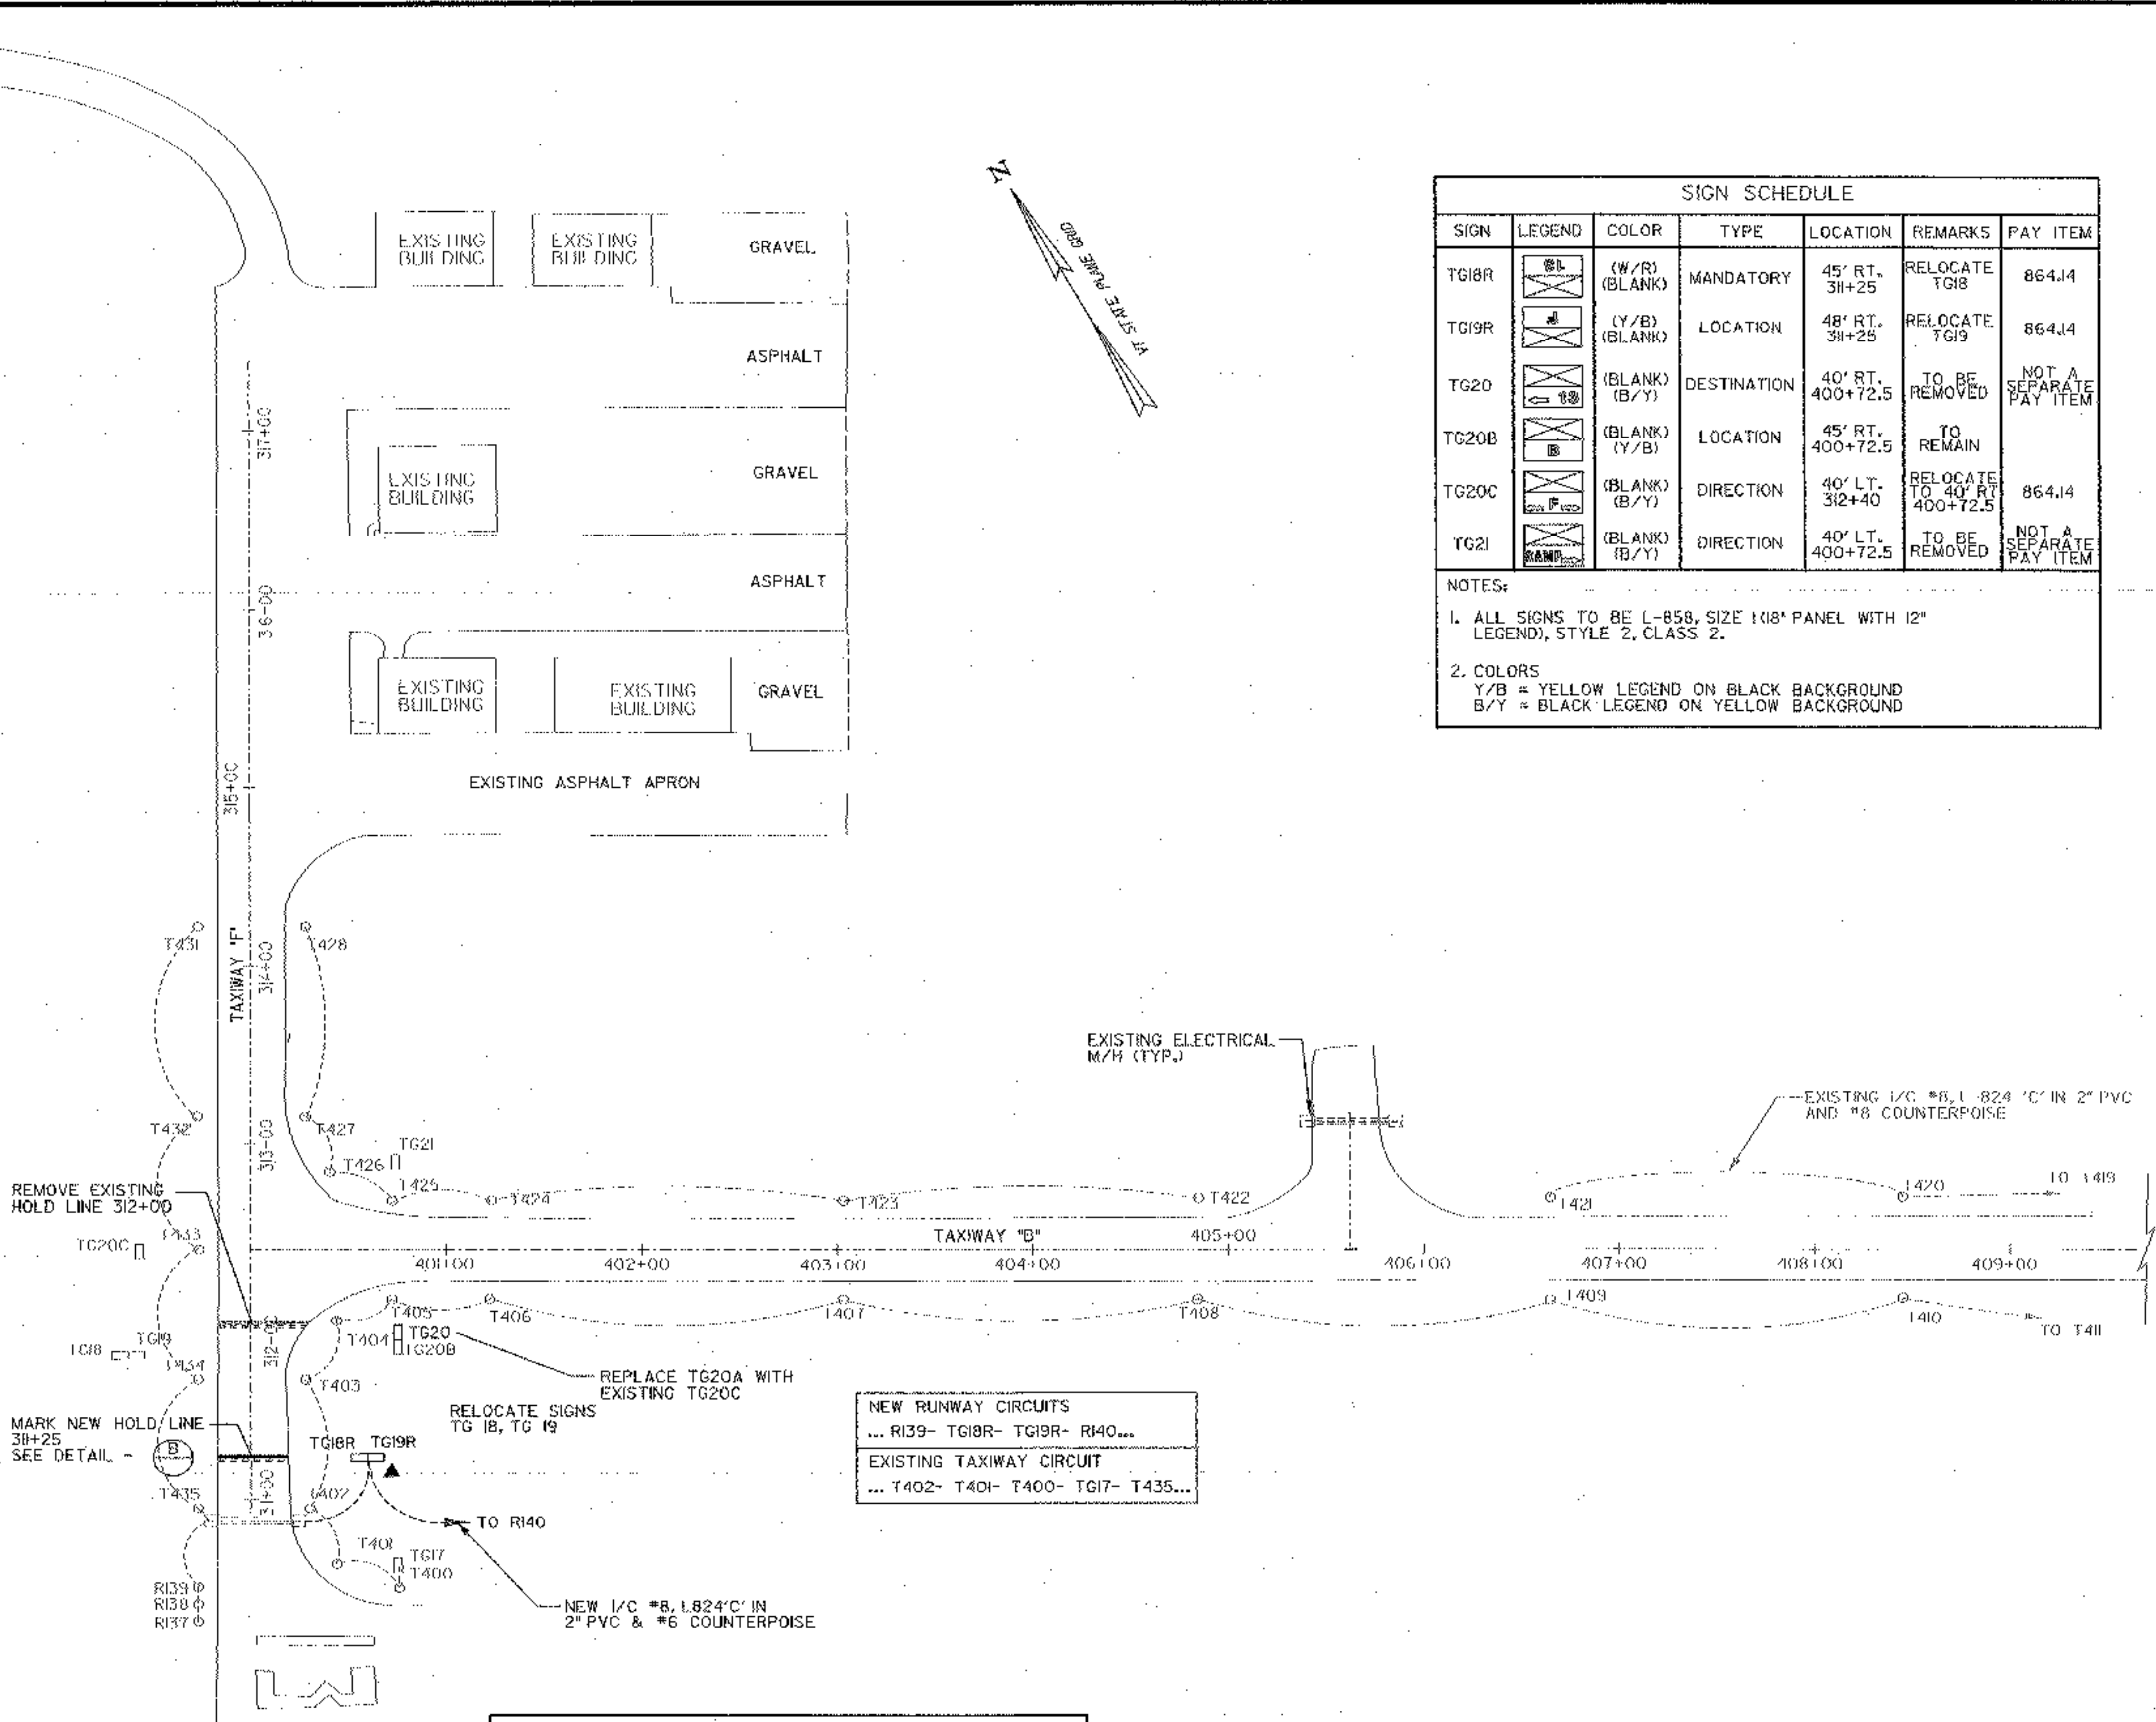 N
VT STATE PLANE GRID
EXISTING
BUILDING
EXISTING
BUILDING
GRAVEL
ASPHALT
317+00
EXISTING
BUILDING
GRAVEL
ASPHALT
316+00
EXISTING
BUILDING
EXISTING
BUILDING
GRAVEL
EXISTING ASPHALT APRON
315+00
SIGN SCHEDULE
SIGN LEGEND COLOR TYPE LOCATION REMARKS PAY ITEM
TG18R (W/R) (BLANK) MANDATORY 45' RT. 311+25 RELOCATE TG18 864.14
TG19R (Y/B) (BLANK) LOCATION 48' RT. 311+25 RELOCATE TG19 864.14
TG20 ⇦ 19 (BLANK) (B/Y) DESTINATION 40' RT. 400+72.5 TO BE REMOVED NOT A SEPARATE PAY ITEM
TG20B B (BLANK) (Y/B) LOCATION 45' RT. 400+72.5 TO REMAIN
TG20C F (BLANK) (B/Y) DIRECTION 40' LT. 312+40 RELOCATE TO 40' RT 400+72.5 864.14
TG21 RAMP (BLANK) (B/Y) DIRECTION 40' LT. 400+72.5 TO BE REMOVED NOT A SEPARATE PAY ITEM
NOTES:
1. ALL SIGNS TO BE L-858, SIZE 1(18" PANEL WITH 12"
LEGEND), STYLE 2, CLASS 2.
2. COLORS
Y/B = YELLOW LEGEND ON BLACK BACKGROUND
B/Y = BLACK LEGEND ON YELLOW BACKGROUND
T431
TAXIWAY "F"
314+00
T428
T432
313+00
T427
T426
TG21
T425
T424
T423
T422
EXISTING ELECTRICAL
M/H (TYP.)
EXISTING 1/C #8, L-824 'C' IN 2" PVC
AND #8 COUNTERPOISE
T421
T420
TO T419
REMOVE EXISTING
HOLD LINE 312+00
T433
TG20C
TAXIWAY "B"
401+00
402+00
403+00
404+00
405+00
406+00
407+00
408+00
409+00
T405
T406
T407
T408
T409
T410
TO T411
T404
TG20
TG20B
312+00
TG19
TG18
T434
T403
REPLACE TG20A WITH
EXISTING TG20C
RELOCATE SIGNS
TG 18, TG 19
MARK NEW HOLD LINE
311+25
SEE DETAIL -
B
TG18R TG19R
NEW RUNWAY CIRCUITS
... R139- TG18R- TG19R- R140...
EXISTING TAXIWAY CIRCUIT
... T402- T401- T400- TG17- T435...
T435
311+00
T402
TO R140
T401
TG17
T400
R139
R138
R137
NEW 1/C #8, L824'C' IN
2" PVC & #6 COUNTERPOISE